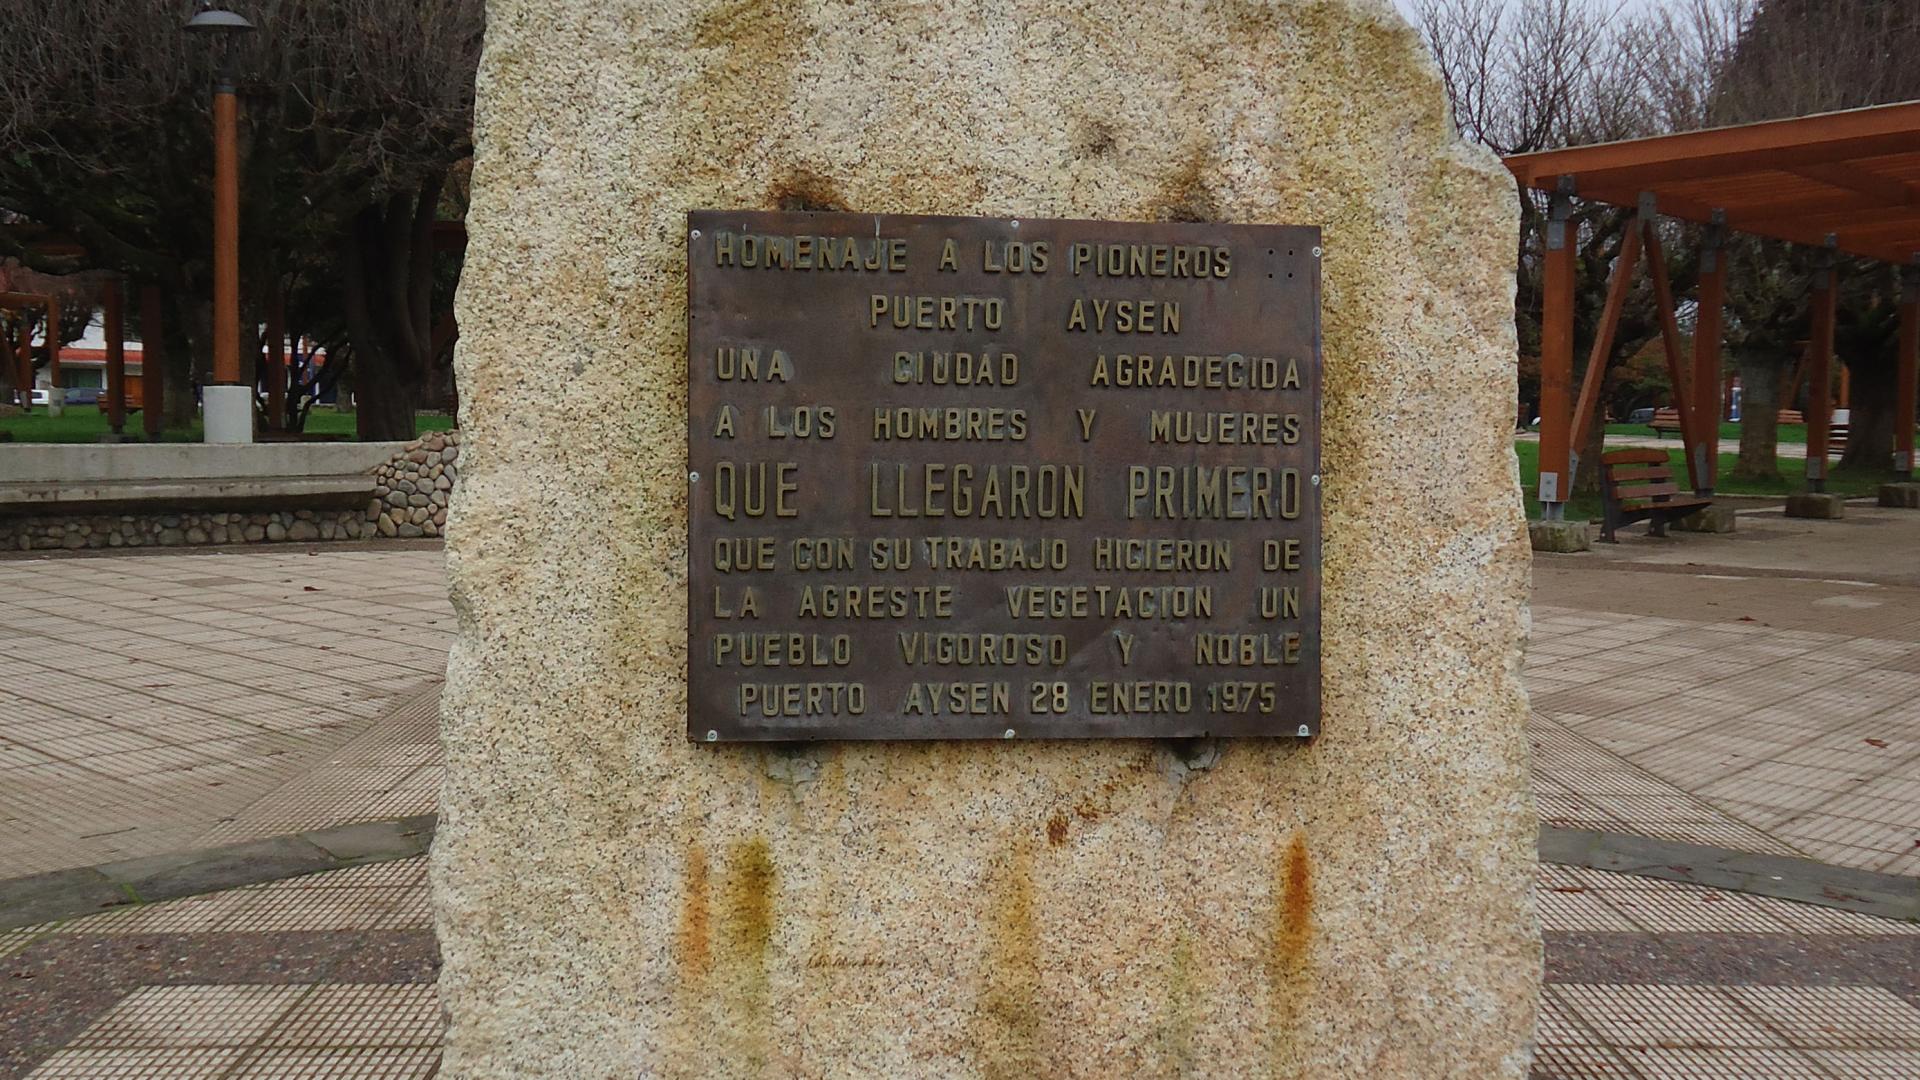 HOMENAJE A LOS PIONEROS
PUERTO AYSEN
UNA CIUDAD AGRADECIDA
A LOS HOMBRES Y MUJERES
QUE LLEGARON PRIMERO
QUE CON SU TRABAJO HICIERON DE
LA AGRESTE VEGETACION UN
PUEBLO VIGOROSO Y NOBLE
PUERTO AYSEN 28 ENERO 1975